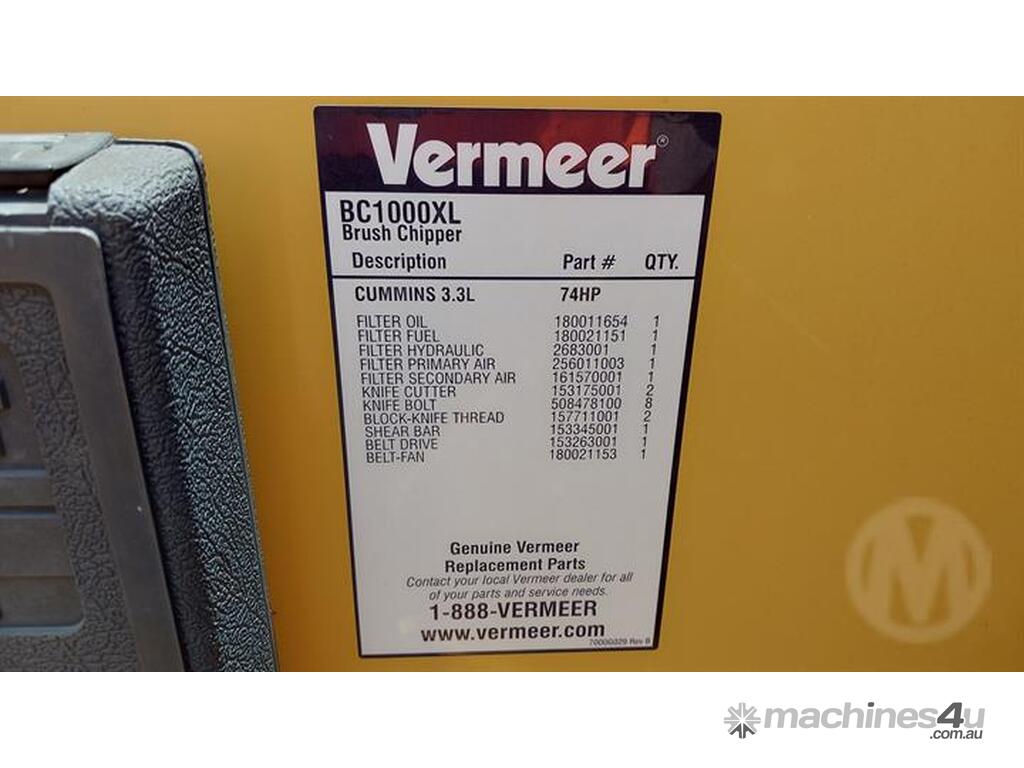 Vermeer®
BC1000XL
Brush Chipper
Description Part # QTY.
CUMMINS 3.3L 74HP
FILTER OIL 180011654 1
FILTER FUEL 180021151 1
FILTER HYDRAULIC 2683001 1
FILTER PRIMARY AIR 256011003 1
FILTER SECONDARY AIR 161570001 1
KNIFE CUTTER 153175001 2
KNIFE BOLT 508478100 8
BLOCK-KNIFE THREAD 157711001 2
SHEAR BAR 153345001 1
BELT DRIVE 153263001 1
BELT-FAN 180021153 1
Genuine Vermeer
Replacement Parts
Contact your local Vermeer dealer for all
of your parts and service needs.
1-888-VERMEER
www.vermeer.com
70000029 Rev B
M
machines4u
.com.au